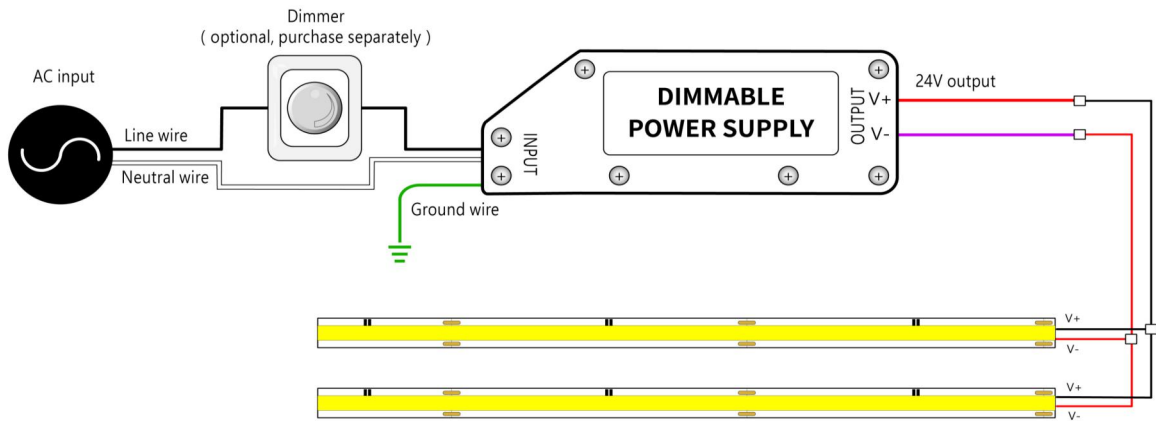 Dimmer
( optional, purchase separately )
AC input
Line wire
Neutral wire
Ground wire
INPUT
DIMMABLE
POWER SUPPLY
OUTPUT
V+
V-
24V output
V+
V-
V+
V-